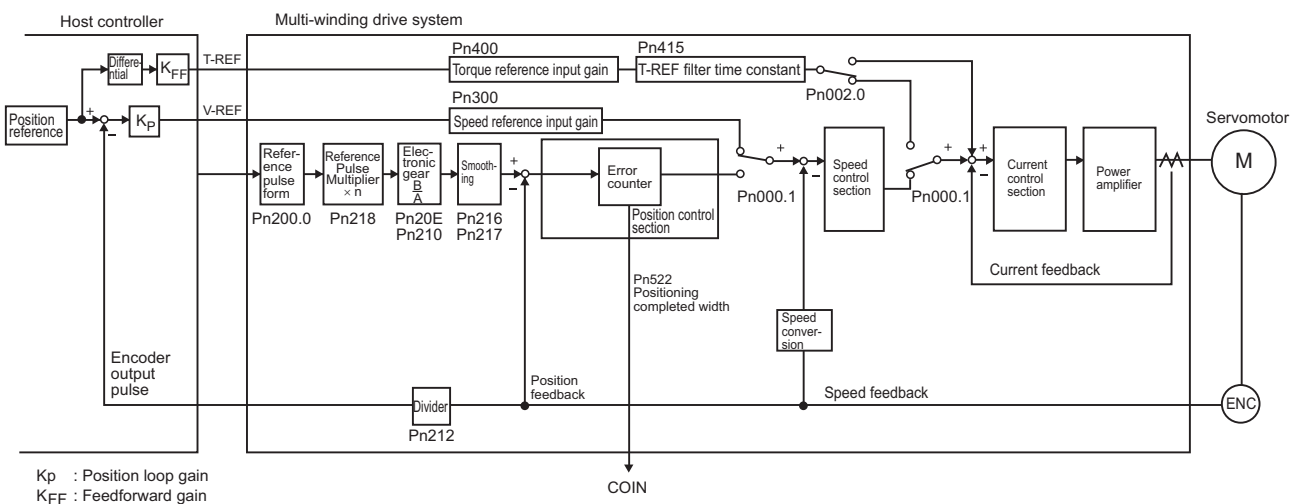 Host controller
Multi-winding drive system
Differe-
ntial
KFF
T-REF
Pn400
Torque reference input gain
Pn415
T-REF filter time constant
Pn002.0
Position
reference
+
−
KP
V-REF
Pn300
Speed reference input gain
Servomotor
M
Refer-
ence
pulse
form
Pn200.0
Reference
Pulse
Multiplier
× n
Pn218
Elec-
tronic
gear
B
A
Pn20E
Pn210
Smooth-
ing
Pn216
Pn217
+
−
Error
counter
Position control
section
Pn000.1
+
−
Speed
control
section
Pn000.1
+
+
−
Current
control
section
Power
amplifier
Current feedback
Pn522
Positioning
completed width
Speed
conver-
sion
Encoder
output
pulse
Divider
Pn212
Position
feedback
Speed feedback
ENC
COIN
Kp : Position loop gain
KFF : Feedforward gain